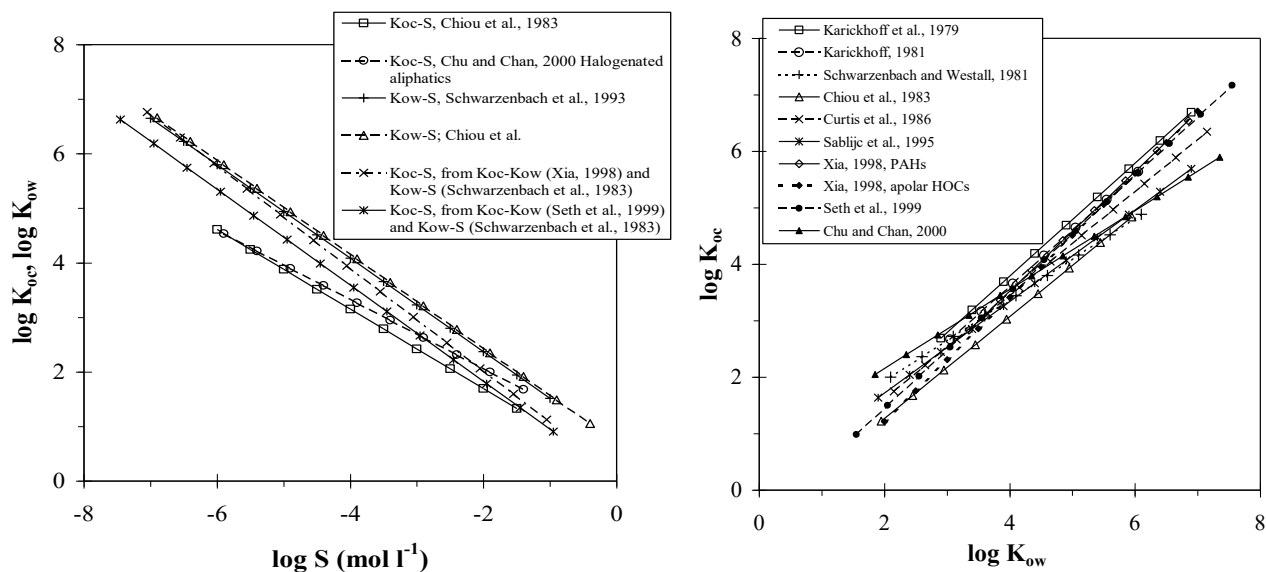 8
6
4
2
0
-8
-6
-4
-2
0
log K_oc, log K_ow
log S (mol l⁻¹)
Koc-S, Chiou et al., 1983
Koc-S, Chu and Chan, 2000 Halogenated
aliphatics
Kow-S, Schwarzenbach et al., 1993
Kow-S; Chiou et al.
Koc-S, from Koc-Kow (Xia, 1998) and
Kow-S (Schwarzenbach et al., 1983)
Koc-S, from Koc-Kow (Seth et al., 1999)
and Kow-S (Schwarzenbach et al., 1983)
8
6
4
2
0
0
2
4
6
8
log K_oc
log K_ow
Karickhoff et al., 1979
Karickhoff, 1981
Schwarzenbach and Westall, 1981
Chiou et al., 1983
Curtis et al., 1986
Sablijc et al., 1995
Xia, 1998, PAHs
Xia, 1998, apolar HOCs
Seth et al., 1999
Chu and Chan, 2000